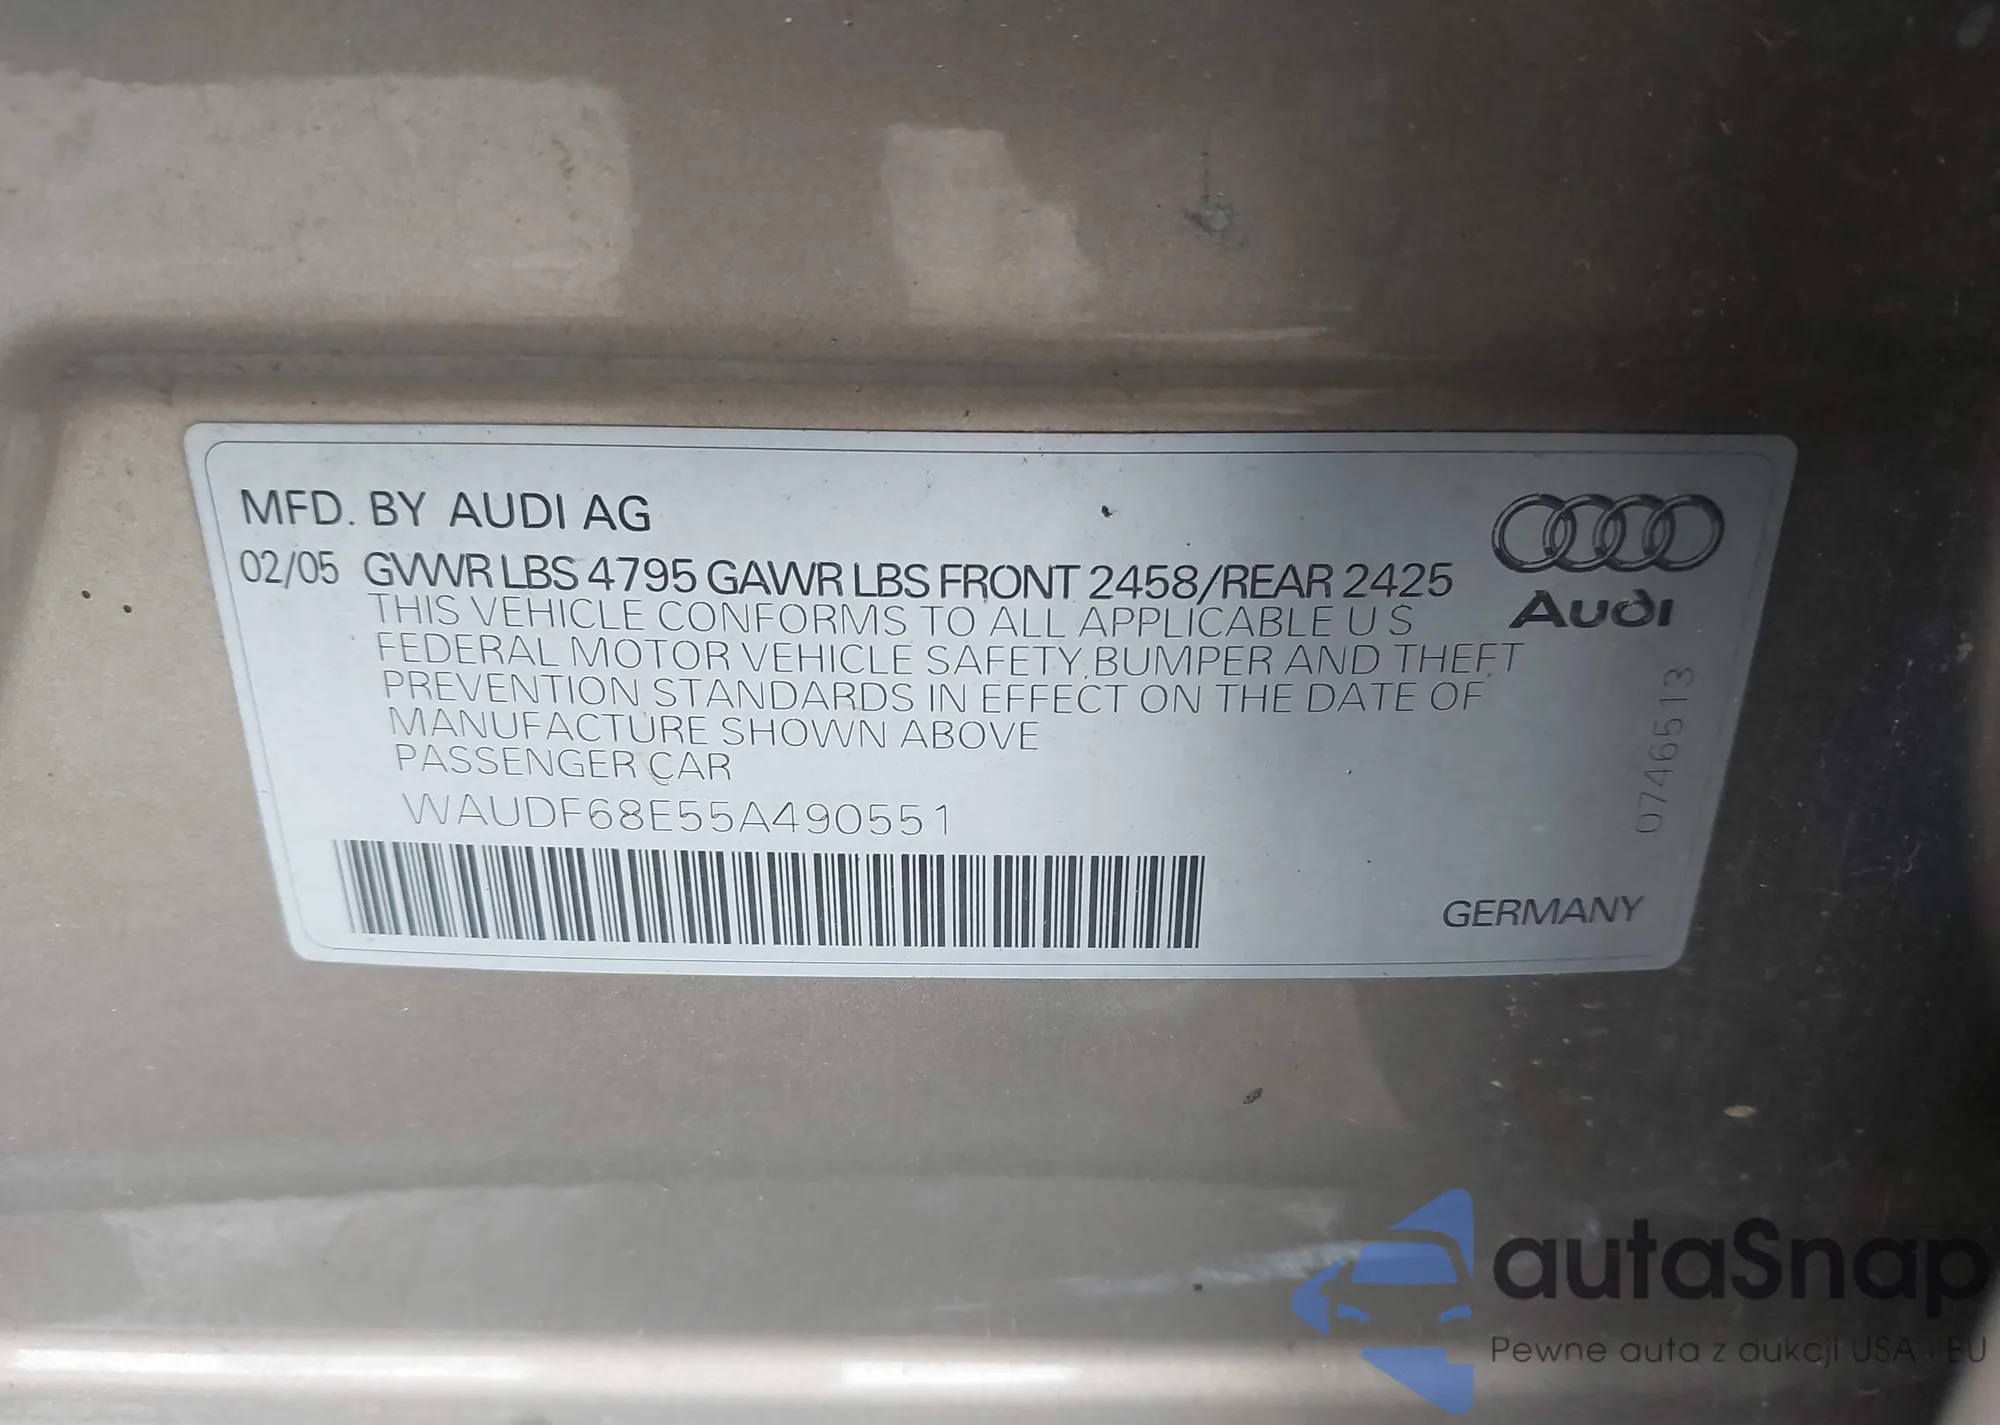 MFD. BY AUDI AG
02/05 GVWR LBS 4795 GAWR LBS FRONT 2458/REAR 2425
THIS VEHICLE CONFORMS TO ALL APPLICABLE U S
FEDERAL MOTOR VEHICLE SAFETY, BUMPER AND THEFT
PREVENTION STANDARDS IN EFFECT ON THE DATE OF
MANUFACTURE SHOWN ABOVE
PASSENGER CAR
WAUDF68E55A490551
Audi
0746513
GERMANY
autaSnap
Pewne auta z aukcji USA i EU